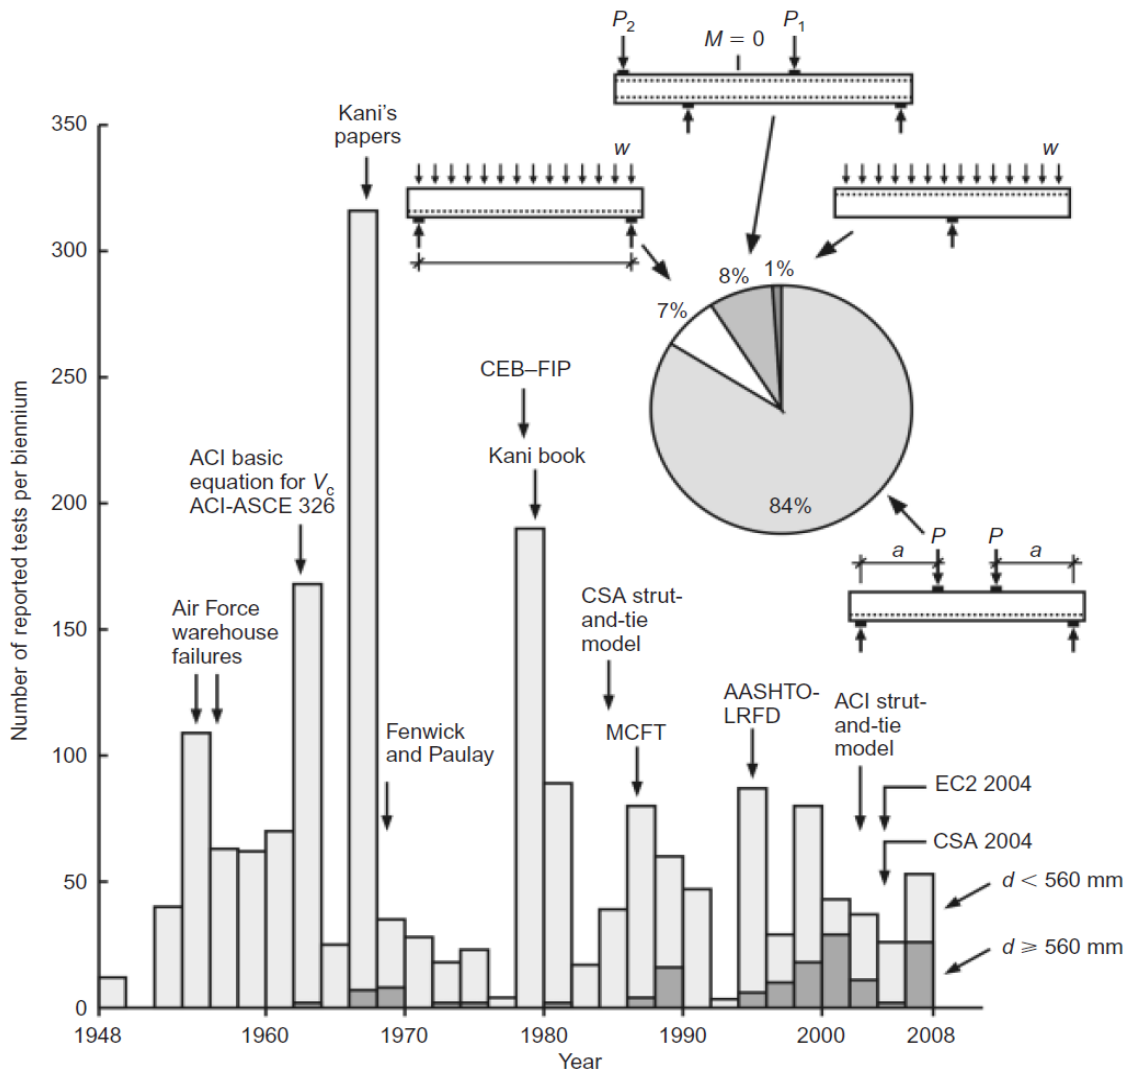 P₂
M = 0
P₁
Kani's
papers
w
w
350
300
250
200
150
100
50
0
Number of reported tests per biennium
8%
1%
7%
84%
CEB–FIP
Kani book
ACI basic
equation for Vc
ACI-ASCE 326
P
P
a
a
Air Force
warehouse
failures
CSA strut-
and-tie
model
Fenwick
and Paulay
MCFT
AASHTO-
LRFD
ACI strut-
and-tie
model
EC2 2004
CSA 2004
d < 560 mm
d ⩾ 560 mm
1948
1960
1970
1980
1990
2000
2008
Year